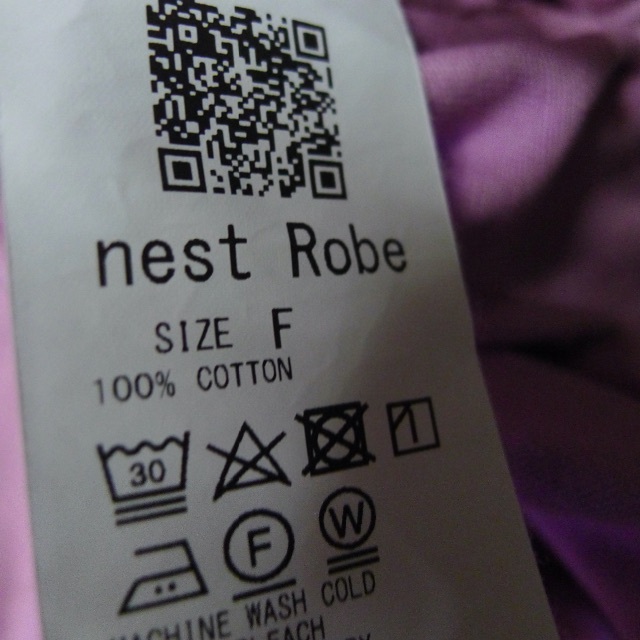 nest Robe
SIZE F
100% COTTON
30
F W
MACHINE WASH COLD